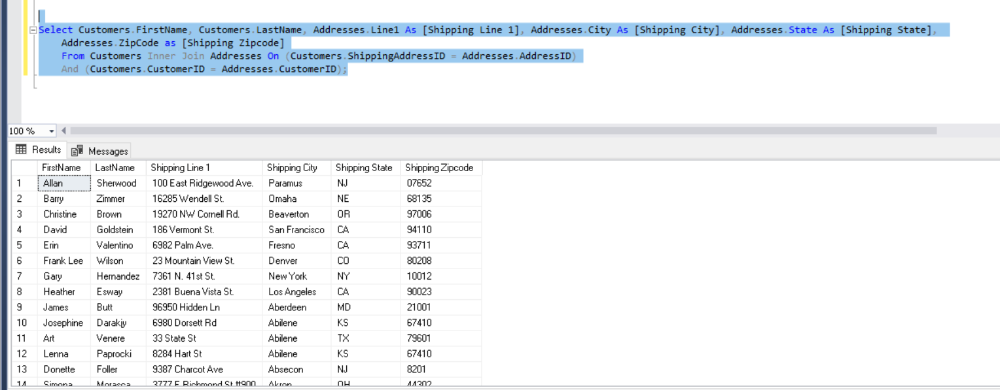 Select Customers.FirstName, Customers.LastName, Addresses.Line1 As [Shipping Line 1], Addresses.City As [Shipping City], Addresses.State As [Shipping State],
Addresses.ZipCode as [Shipping Zipcode]
From Customers Inner Join Addresses On (Customers.ShippingAddressID = Addresses.AddressID)
And (Customers.CustomerID = Addresses.CustomerID);
100 %
Results Messages
FirstName LastName Shipping Line 1 Shipping City Shipping State Shipping Zipcode
1 Allan Sherwood 100 East Ridgewood Ave. Paramus NJ 07652
2 Barry Zimmer 16285 Wendell St. Omaha NE 68135
3 Christine Brown 19270 NW Cornell Rd. Beaverton OR 97006
4 David Goldstein 186 Vermont St. San Francisco CA 94110
5 Erin Valentino 6982 Palm Ave. Fresno CA 93711
6 Frank Lee Wilson 23 Mountain View St. Denver CO 80208
7 Gary Hernandez 7361 N. 41st St. New York NY 10012
8 Heather Esway 2381 Buena Vista St. Los Angeles CA 90023
9 James Butt 96950 Hidden Ln Aberdeen MD 21001
10 Josephine Darakjy 6980 Dorsett Rd Abilene KS 67410
11 Art Venere 33 State St Abilene TX 79601
12 Lenna Paprocki 8284 Hart St Abilene KS 67410
13 Donette Foller 9387 Charcot Ave Absecon NJ 8201
14 Simona Morasca 3777 E Richmond St #900 Akron OH 44302